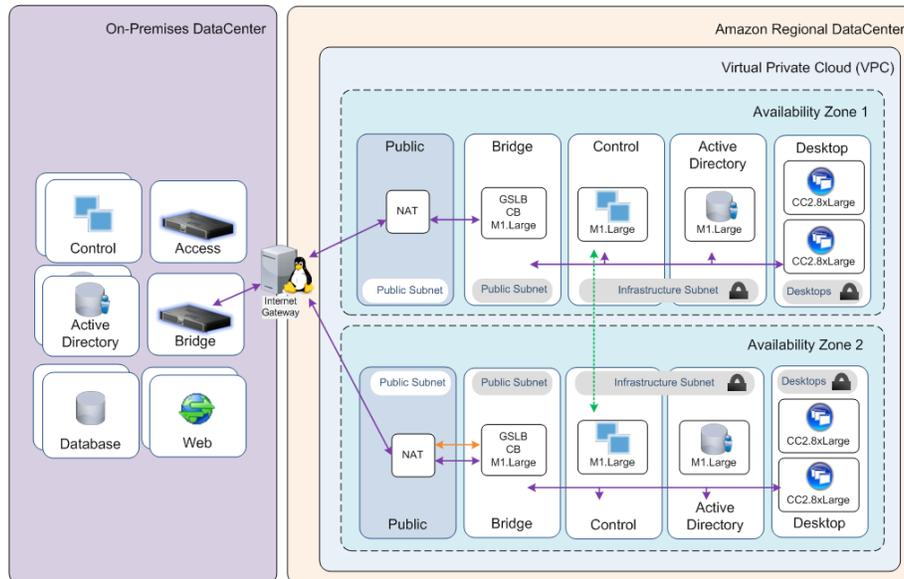 On-Premises DataCenter
Control
Access
Active
Directory
Bridge
Database
Web
Internet
Gateway
Amazon Regional DataCenter
Virtual Private Cloud (VPC)
Availability Zone 1
Public
NAT
Public Subnet
Bridge
GSLB
CB
M1.Large
Public Subnet
Control
M1.Large
Active
Directory
M1.Large
Infrastructure Subnet
Desktop
CC2.8xLarge
CC2.8xLarge
Desktops
Availability Zone 2
Public Subnet
NAT
Public
Public Subnet
GSLB
CB
M1.Large
Bridge
Infrastructure Subnet
M1.Large
Control
M1.Large
Active
Directory
Desktops
CC2.8xLarge
CC2.8xLarge
Desktop